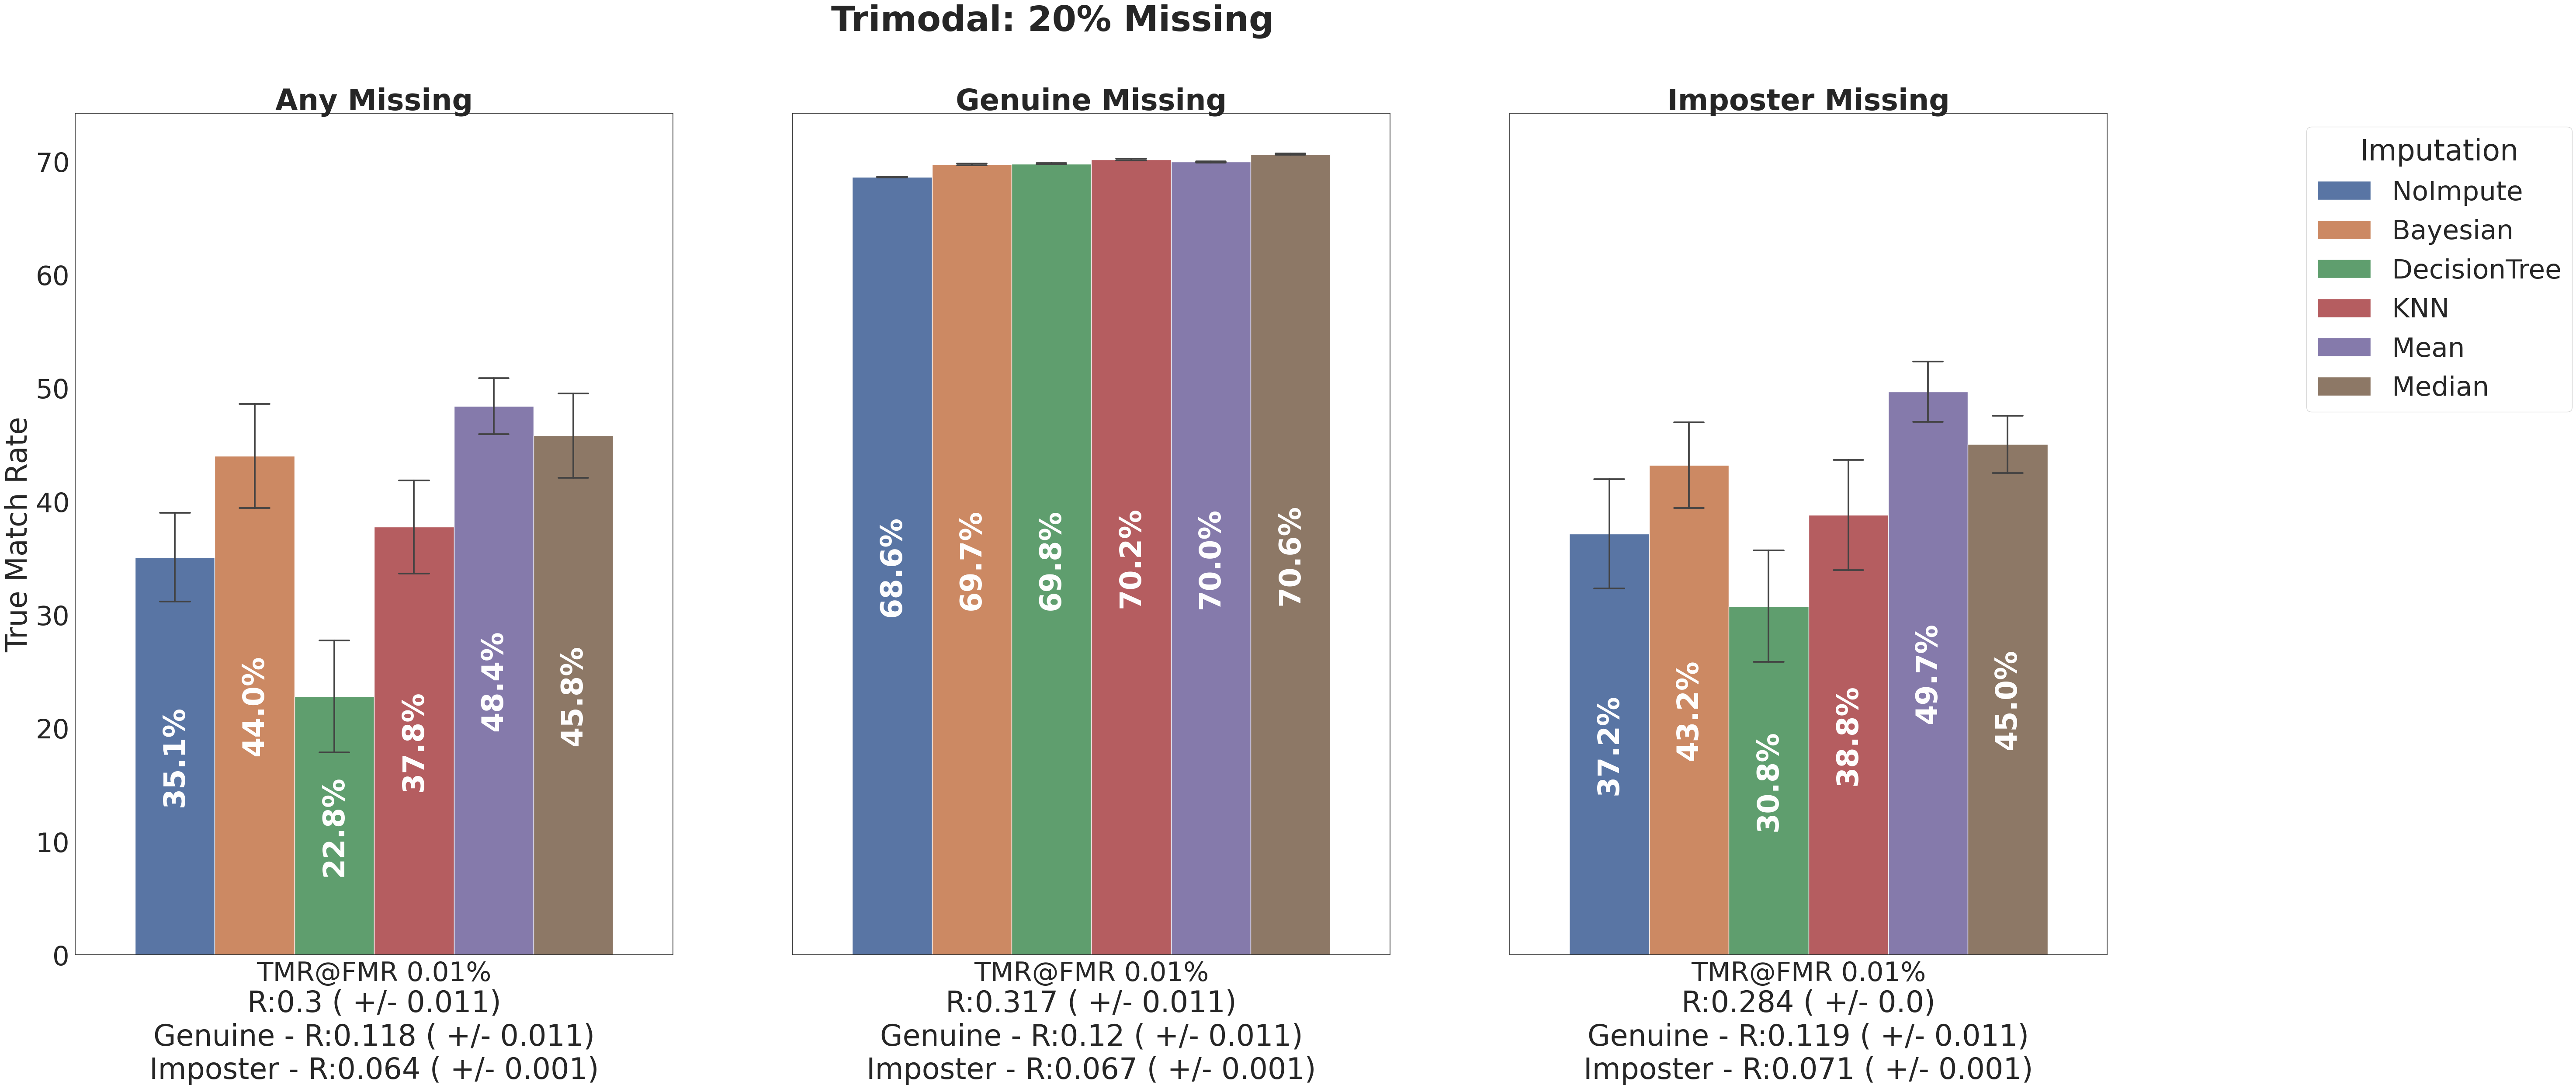 Trimodal: 20% Missing
Any Missing
Genuine Missing
Imposter Missing
True Match Rate
70
60
50
40
30
20
10
0
35.1%
44.0%
22.8%
37.8%
48.4%
45.8%
68.6%
69.7%
69.8%
70.2%
70.0%
70.6%
37.2%
43.2%
30.8%
38.8%
49.7%
45.0%
TMR@FMR 0.01%
R:0.3 ( +/- 0.011)
Genuine - R:0.118 ( +/- 0.011)
Imposter - R:0.064 ( +/- 0.001)
TMR@FMR 0.01%
R:0.317 ( +/- 0.011)
Genuine - R:0.12 ( +/- 0.011)
Imposter - R:0.067 ( +/- 0.001)
TMR@FMR 0.01%
R:0.284 ( +/- 0.0)
Genuine - R:0.119 ( +/- 0.011)
Imposter - R:0.071 ( +/- 0.001)
Imputation
NoImpute
Bayesian
DecisionTree
KNN
Mean
Median